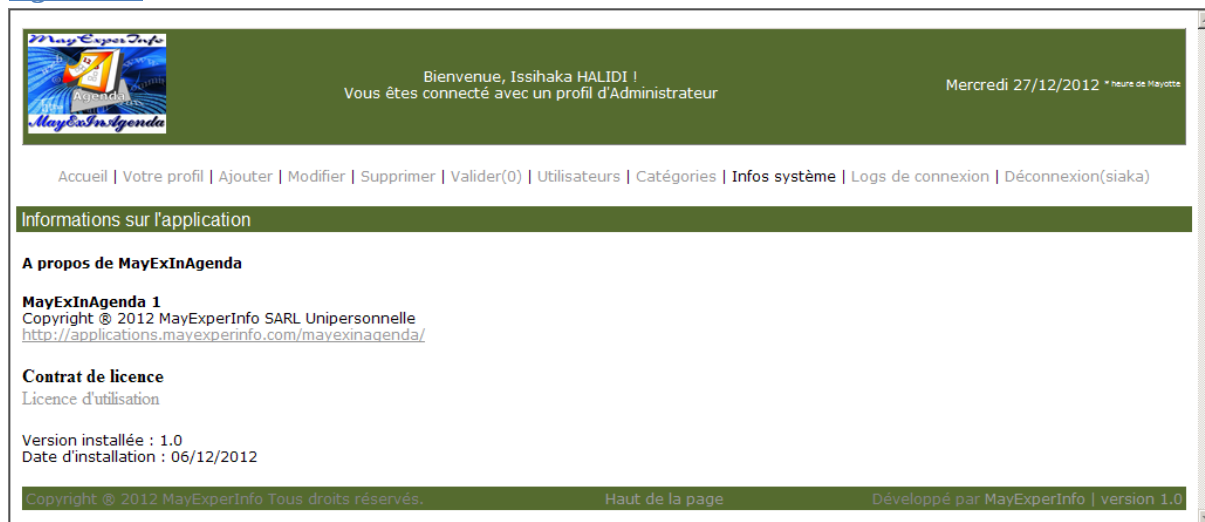 MayExperInfo
Agenda
MayExInAgenda
Bienvenue, Issihaka HALIDI !
Vous êtes connecté avec un profil d'Administrateur
Mercredi 27/12/2012 * heure de Mayotte
Accueil | Votre profil | Ajouter | Modifier | Supprimer | Valider(0) | Utilisateurs | Catégories | Infos système | Logs de connexion | Déconnexion(siaka)
Informations sur l'application
A propos de MayExInAgenda
MayExInAgenda 1
Copyright ® 2012 MayExperInfo SARL Unipersonnelle
http://applications.mayexperinfo.com/mayexinagenda/
Contrat de licence
Licence d'utilisation
Version installée : 1.0
Date d'installation : 06/12/2012
Copyright ® 2012 MayExperInfo Tous droits réservés. Haut de la page Développé par MayExperInfo | version 1.0